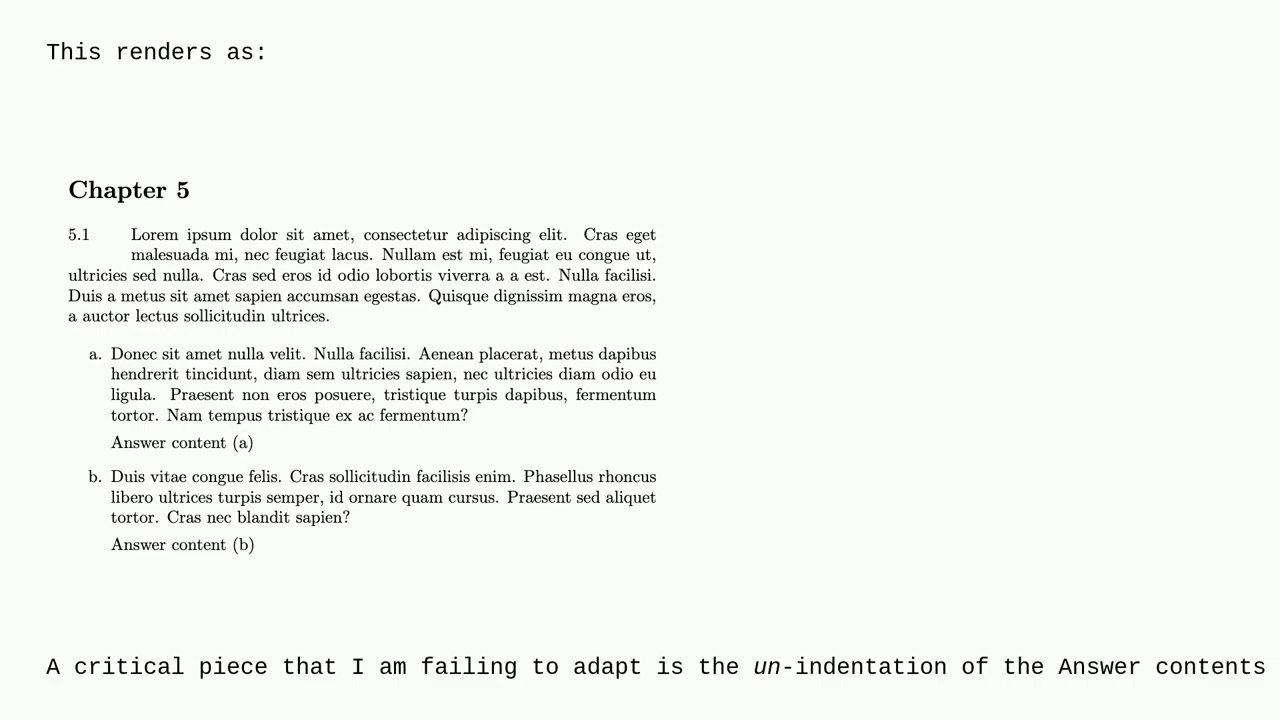 This renders as:
Chapter 5
5.1 Lorem ipsum dolor sit amet, consectetur adipiscing elit. Cras eget
malesuada mi, nec feugiat lacus. Nullam est mi, feugiat eu congue ut,
ultricies sed nulla. Cras sed eros id odio lobortis viverra a a est. Nulla facilisi.
Duis a metus sit amet sapien accumsan egestas. Quisque dignissim magna eros,
a auctor lectus sollicitudin ultrices.
a. Donec sit amet nulla velit. Nulla facilisi. Aenean placerat, metus dapibus
hendrerit tincidunt, diam sem ultricies sapien, nec ultricies diam odio eu
ligula. Praesent non eros posuere, tristique turpis dapibus, fermentum
tortor. Nam tempus tristique ex ac fermentum?
Answer content (a)
b. Duis vitae congue felis. Cras sollicitudin facilisis enim. Phasellus rhoncus
libero ultrices turpis semper, id ornare quam cursus. Praesent sed aliquet
tortor. Cras nec blandit sapien?
Answer content (b)
A critical piece that I am failing to adapt is the un-indentation of the Answer contents